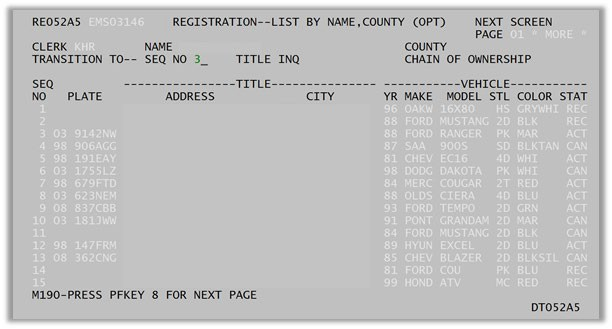 RE052A5 EMS03146 REGISTRATION--LIST BY NAME,COUNTY (OPT) NEXT SCREEN
PAGE 01 * MORE *
CLERK KHR NAME COUNTY
TRANSITION TO-- SEQ NO 3_ TITLE INQ CHAIN OF OWNERSHIP
SEQ ----------------TITLE---------------- ----------VEHICLE----------
NO PLATE ADDRESS CITY YR MAKE MODEL STL COLOR STAT
1 96 OAKW 16X80 HS GRYWHI REC
2 88 FORD MUSTANG 2D BLK REC
3 03 9142NW 88 FORD RANGER PK MAR ACT
4 98 906AGG 87 SAA 900S SD BLKTAN CAN
5 98 191EAY 81 CHEV EC16 4D WHI ACT
6 03 1755LZ 98 DODG DAKOTA PK WHI CAN
7 98 679FTD 84 MERC COUGAR 2T RED ACT
8 03 623NEM 88 OLDS CIERA 4D BLU ACT
9 08 837CBB 93 FORD TEMPO 2D GRN ACT
10 03 181JWW 91 PONT GRANDAM 2D MAR CAN
11 84 FORD MUSTANG 2D BLK CAN
12 98 147FRM 89 HYUN EXCEL 2D BLU ACT
13 08 362CNG 85 CHEV BLAZER 2D BLKSIL CAN
14 81 FORD COU PK BLU REC
15 99 HOND ATV MC RED REC
M190-PRESS PFKEY 8 FOR NEXT PAGE
DT052A5